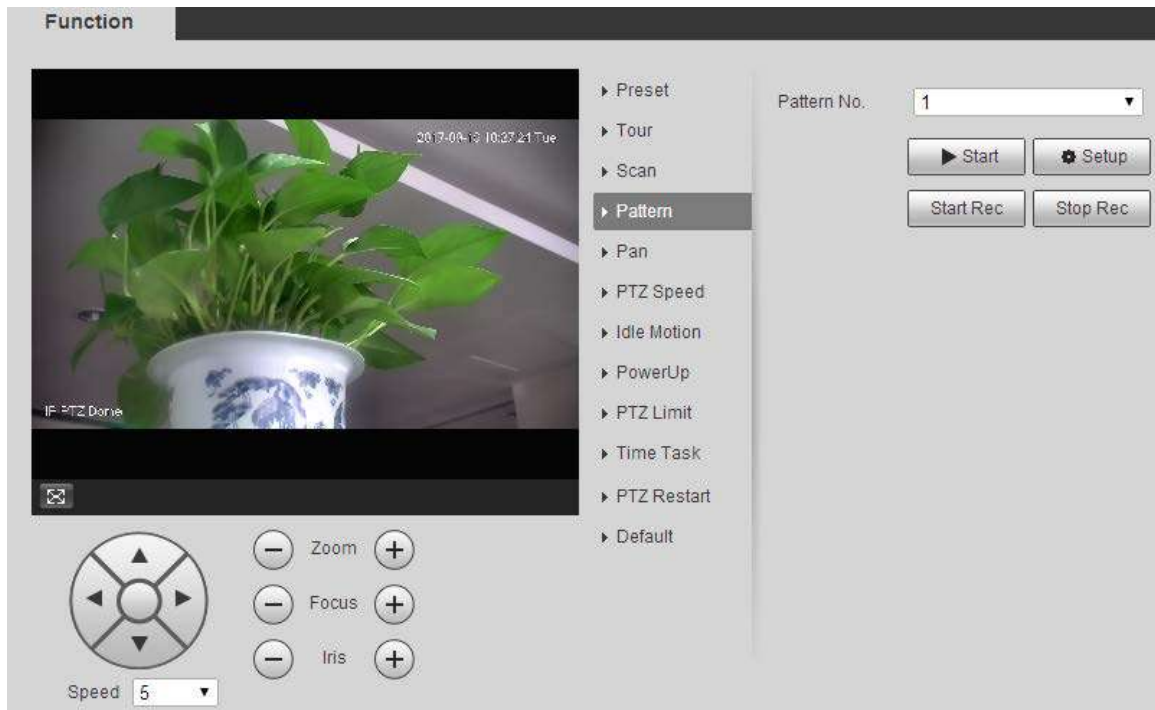 Function
2017-09- 10:27:21 Tue
IP PTZ Dome
Preset
Tour
Scan
Pattern
Pan
PTZ Speed
Idle Motion
PowerUp
PTZ Limit
Time Task
PTZ Restart
Default
Pattern No. 1
Start Setup
Start Rec Stop Rec
Zoom
Focus
Iris
Speed 5